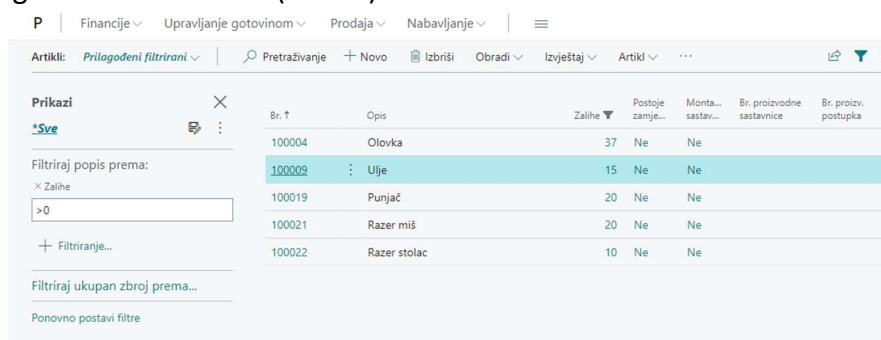 P Financije Upravljanje gotovinom Prodaja Nabavljanje
Artikli: Prilagođeni filtrirani Pretraživanje + Novo Izbriši Obradi Izvještaj Artikl ...
Prikazi
*Sve
Filtriraj popis prema:
× Zalihe
>0
+ Filtriranje...
Filtriraj ukupan zbroj prema...
Ponovno postavi filtre
Br. ↑ Opis Zalihe Postoje zamje... Monta... sastav... Br. proizvodne sastavnice Br. proizv. postupka
100004 Olovka 37 Ne Ne
100009 Ulje 15 Ne Ne
100019 Punjač 20 Ne Ne
100021 Razer miš 20 Ne Ne
100022 Razer stolac 10 Ne Ne